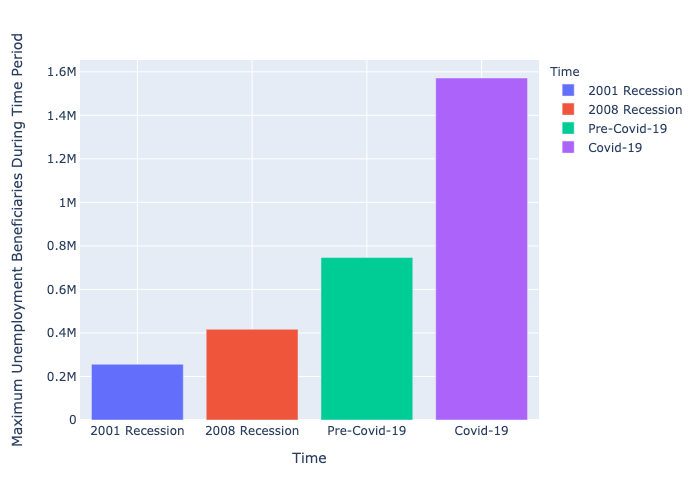 Maximum Unemployment Beneficiaries During Time Period
1.6M
1.4M
1.2M
1M
0.8M
0.6M
0.4M
0.2M
0
2001 Recession
2008 Recession
Pre-Covid-19
Covid-19
Time
Time
2001 Recession
2008 Recession
Pre-Covid-19
Covid-19